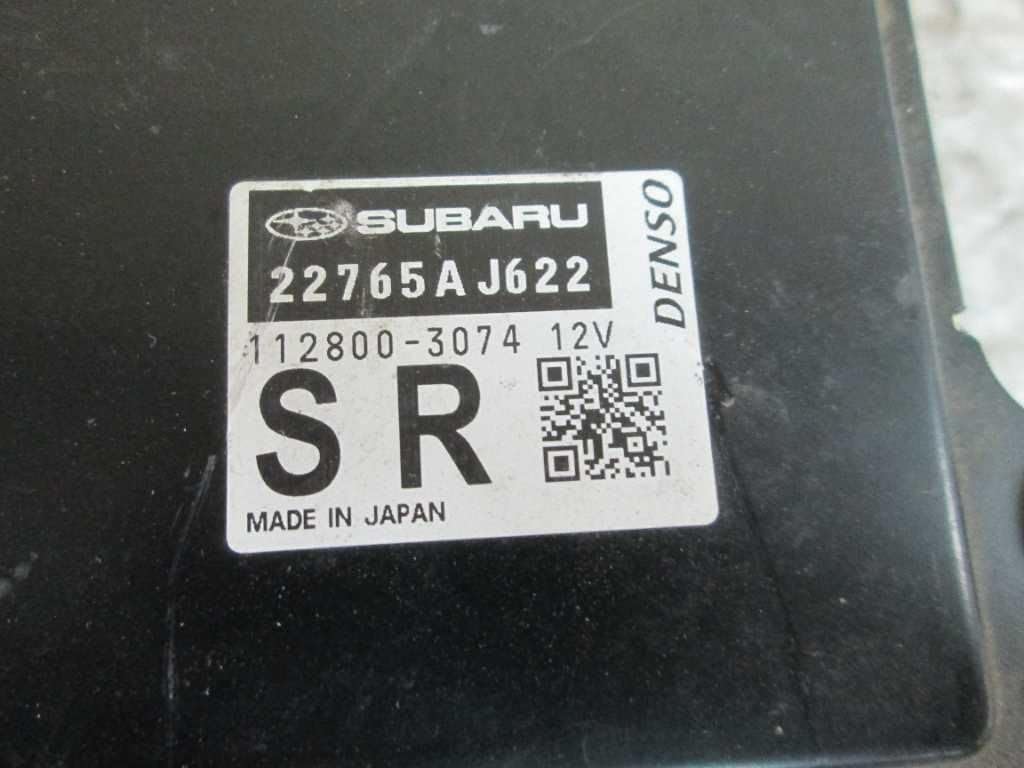 SUBARU
22765AJ622
DENSO
112800-3074 12V
SR
MADE IN JAPAN